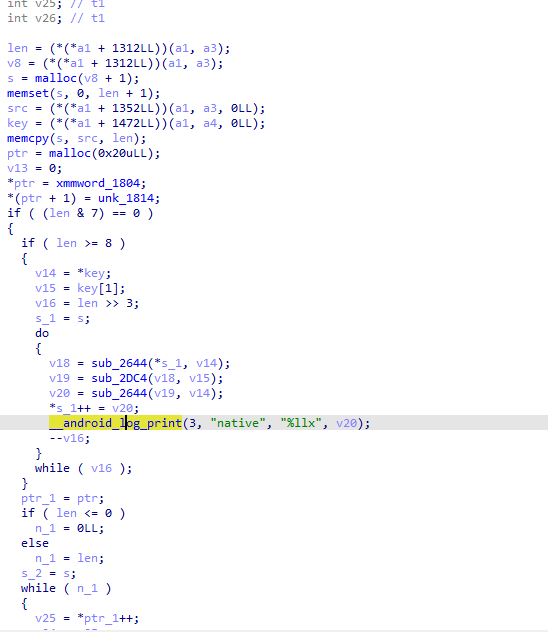 int v25; // t1
int v26; // t1
len = (*(*a1 + 1312LL))(a1, a3);
v8 = (*(*a1 + 1312LL))(a1, a3);
s = malloc(v8 + 1);
memset(s, 0, len + 1);
src = (*(*a1 + 1352LL))(a1, a3, 0LL);
key = (*(*a1 + 1472LL))(a1, a4, 0LL);
memcpy(s, src, len);
ptr = malloc(0x20uLL);
v13 = 0;
*ptr = xmmword_1804;
*(ptr + 1) = unk_1814;
if ( (len & 7) == 0 )
{
if ( len >= 8 )
{
v14 = *key;
v15 = key[1];
v16 = len >> 3;
s_1 = s;
do
{
v18 = sub_2644(*s_1, v14);
v19 = sub_2DC4(v18, v15);
v20 = sub_2644(v19, v14);
*s_1++ = v20;
__android_log_print(3, "native", "%llx", v20);
--v16;
}
while ( v16 );
}
ptr_1 = ptr;
if ( len <= 0 )
n_1 = 0LL;
else
n_1 = len;
s_2 = s;
while ( n_1 )
{
v25 = *ptr_1++;